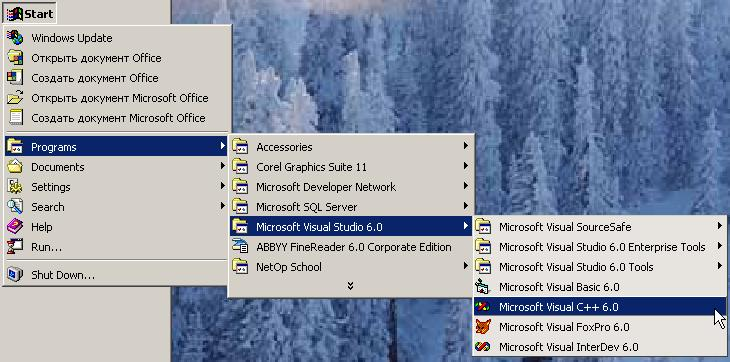 Start
Windows Update
Открыть документ Office
Создать документ Office
Открыть документ Microsoft Office
Создать документ Microsoft Office
Programs
Documents
Settings
Search
Help
Run...
Shut Down...
Accessories
Corel Graphics Suite 11
Microsoft Developer Network
Microsoft SQL Server
Microsoft Visual Studio 6.0
ABBYY FineReader 6.0 Corporate Edition
NetOp School
Microsoft Visual SourceSafe
Microsoft Visual Studio 6.0 Enterprise Tools
Microsoft Visual Studio 6.0 Tools
Microsoft Visual Basic 6.0
Microsoft Visual C++ 6.0
Microsoft Visual FoxPro 6.0
Microsoft Visual InterDev 6.0